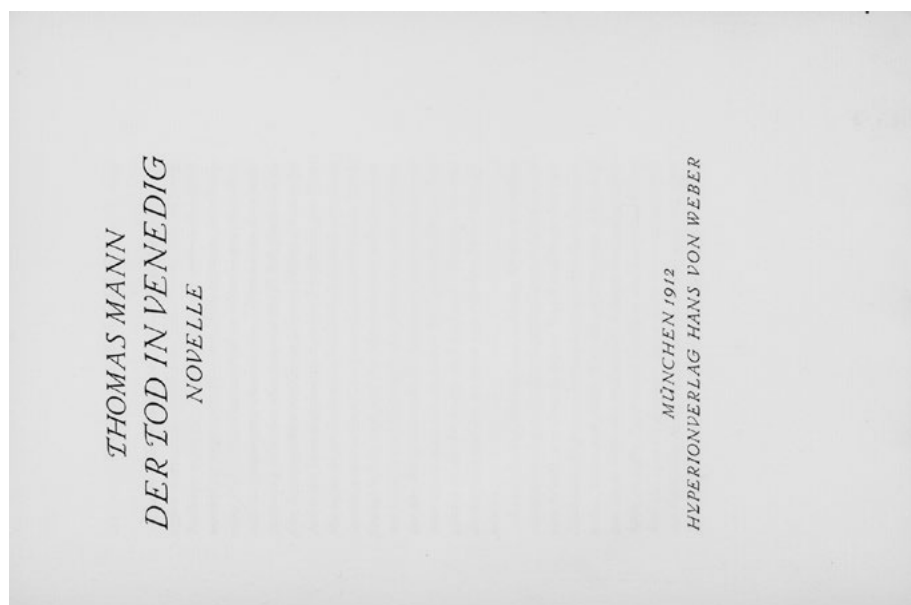 THOMAS MANN
DER TOD IN VENEDIG
NOVELLE
MÜNCHEN 1912
HYPERIONVERLAG HANS VON WEBER